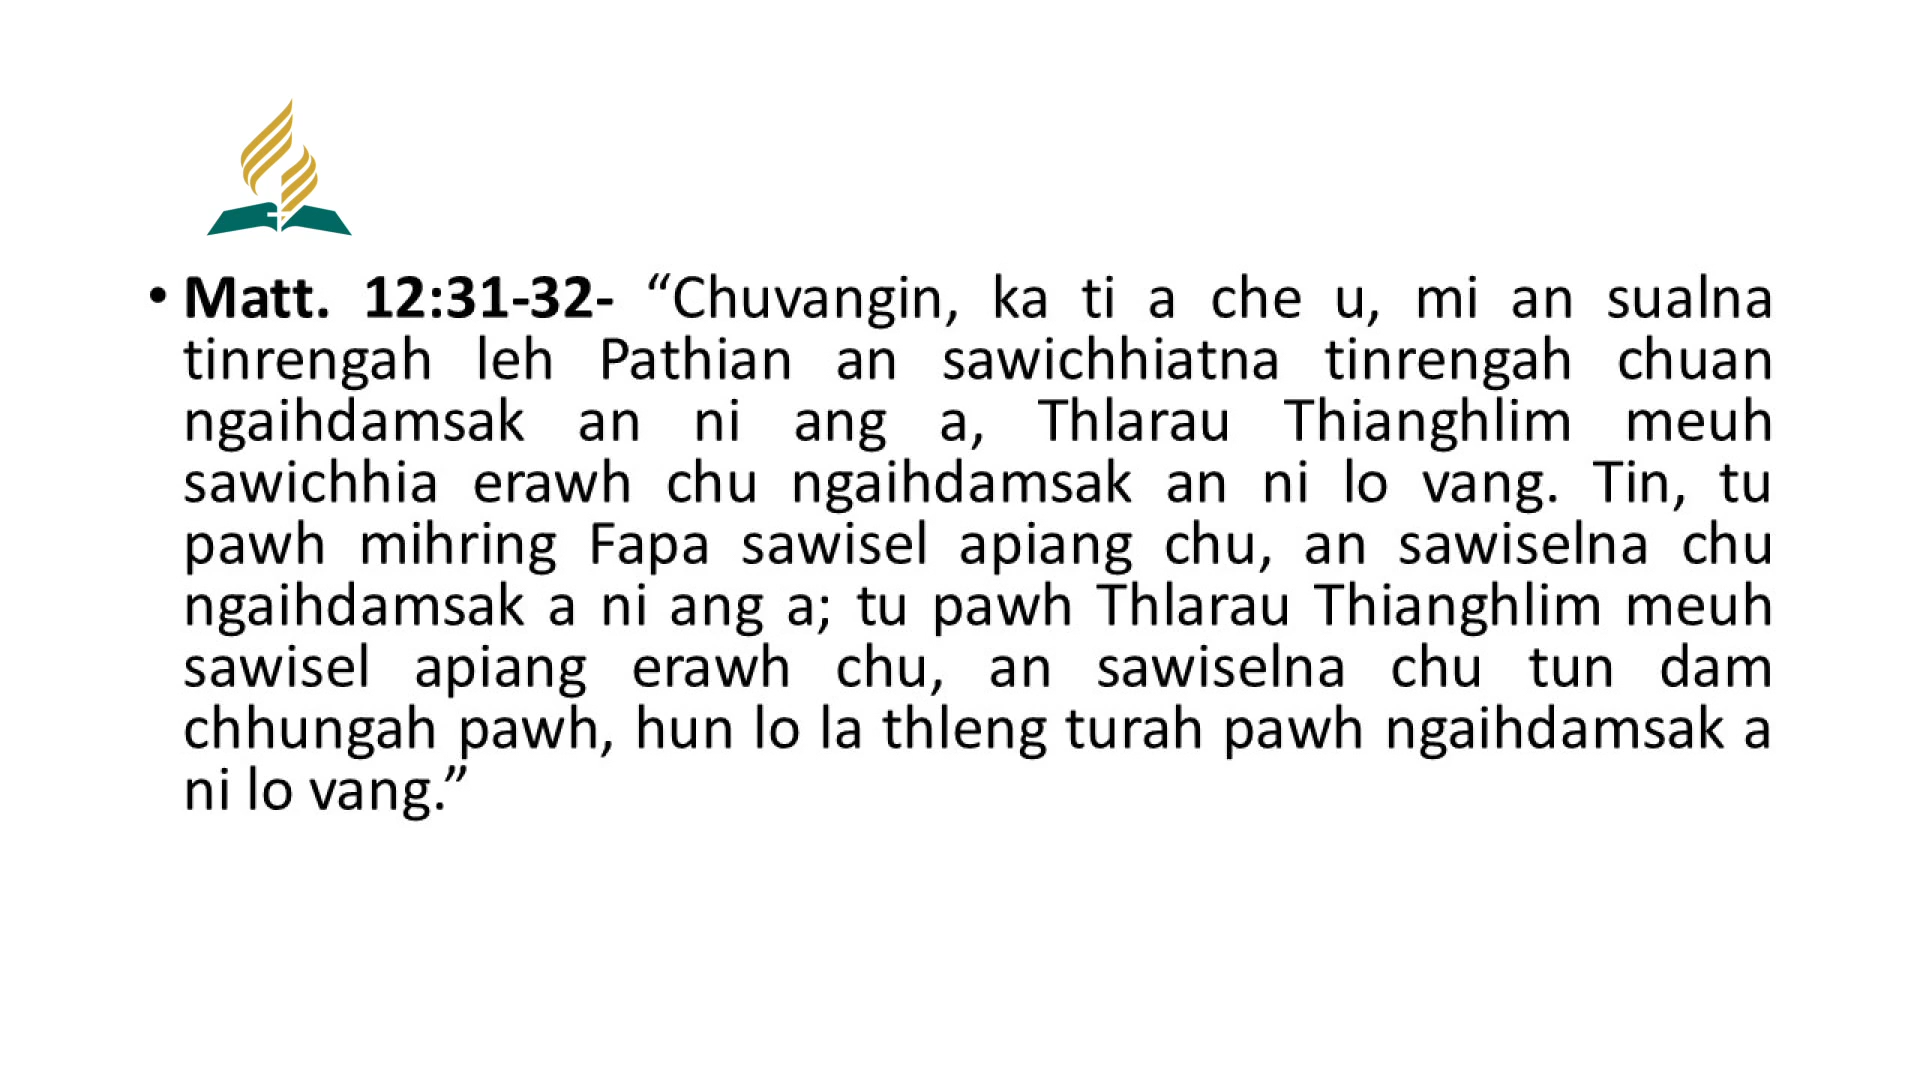 • Matt. 12:31-32- “Chuvangin, ka ti a che u, mi an sualna
tinrengah leh Pathian an sawichhiatna tinrengah chuan
ngaihdamsak an ni ang a, Thlarau Thianghlim meuh
sawichhia erawh chu ngaihdamsak an ni lo vang. Tin, tu
pawh mihring Fapa sawisel apiang chu, an sawiselna chu
ngaihdamsak a ni ang a; tu pawh Thlarau Thianghlim meuh
sawisel apiang erawh chu, an sawiselna chu tun dam
chhungah pawh, hun lo la thleng turah pawh ngaihdamsak a
ni lo vang.”